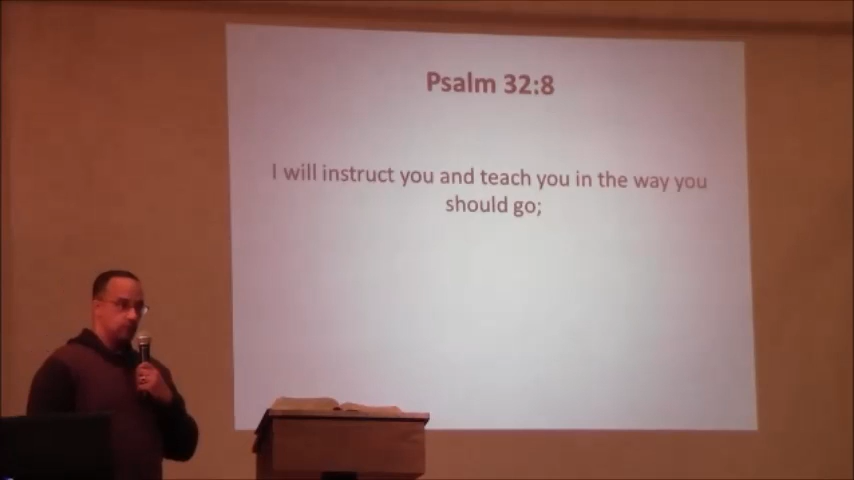 Psalm 32:8
I will instruct you and teach you in the way you
should go;